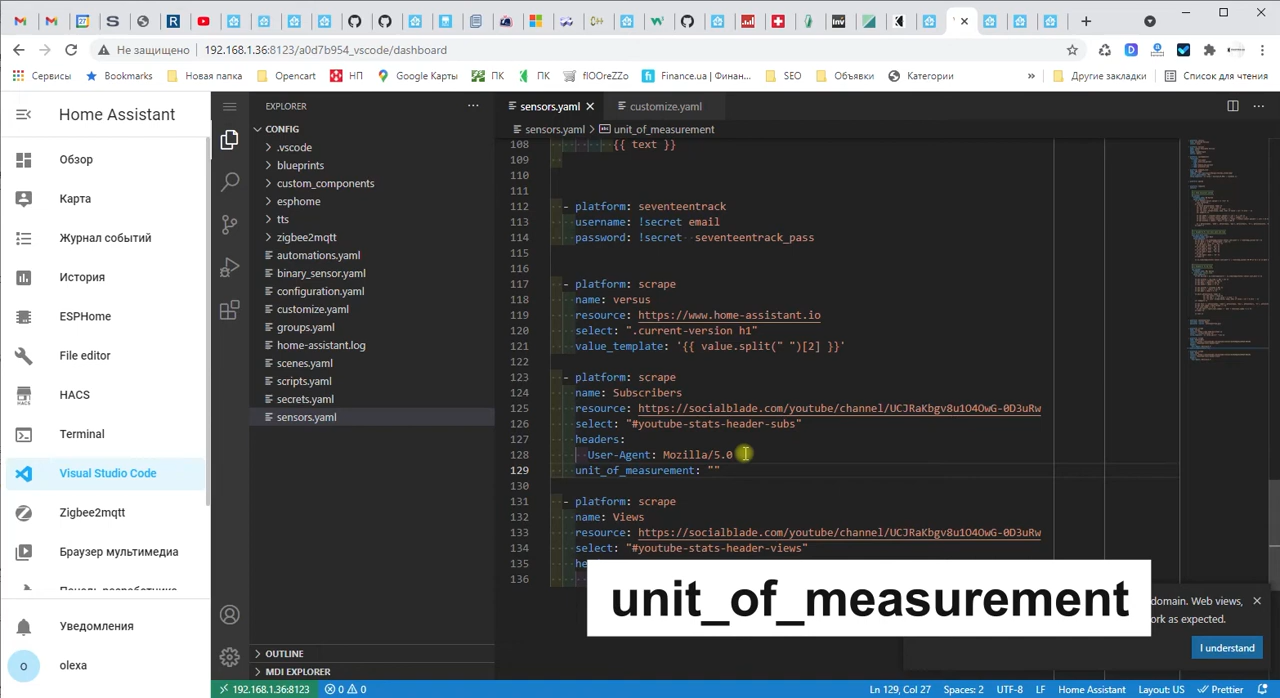 Не защищено
192.168.1.36:8123/a0d7b954_vscode/dashboard
Сервисы
Bookmarks
Новая папка
Opencart
НП
Google Карты
ПК
ПК
flOOreZZo
Finance.ua | Финан...
SEO
Объявки
Категории
»
Другие закладки
Список для чтения
Home Assistant
Обзор
Карта
Журнал событий
История
ESPHome
File editor
HACS
Terminal
Visual Studio Code
Zigbee2mqtt
Браузер мультимедиа
Уведомления
o olexa
EXPLORER
CONFIG
.vscode
blueprints
custom_components
esphome
tts
zigbee2mqtt
automations.yaml
binary_sensor.yaml
configuration.yaml
customize.yaml
groups.yaml
home-assistant.log
scenes.yaml
scripts.yaml
secrets.yaml
sensors.yaml
OUTLINE
MDI EXPLORER
sensors.yaml
customize.yaml
sensors.yaml > unit_of_measurement
108 {{ text }}
109
110
111
112 - platform: seventeentrack
113 username: !secret email
114 password: !secret seventeentrack_pass
115
116
117 - platform: scrape
118 name: versus
119 resource: https://www.home-assistant.io
120 select: ".current-version h1"
121 value_template: '{{ value.split(" ")[2] }}'
122
123 - platform: scrape
124 name: Subscribers
125 resource: https://socialblade.com/youtube/channel/UCJRaKbgv8u1O4OwG-0D3uRw
126 select: "#youtube-stats-header-subs"
127 headers:
128 User-Agent: Mozilla/5.0
129 unit_of_measurement: ""
130
131 - platform: scrape
132 name: Views
133 resource: https://socialblade.com/youtube/channel/UCJRaKbgv8u1O4OwG-0D3uRw
134 select: "#youtube-stats-header-views"
135 he
136
unit_of_measurement
domain. Web views,
ork as expected.
I understand
192.168.1.36:8123
0 0
Ln 129, Col 27
Spaces: 2
UTF-8
LF
Home Assistant
Layout: US
Prettier